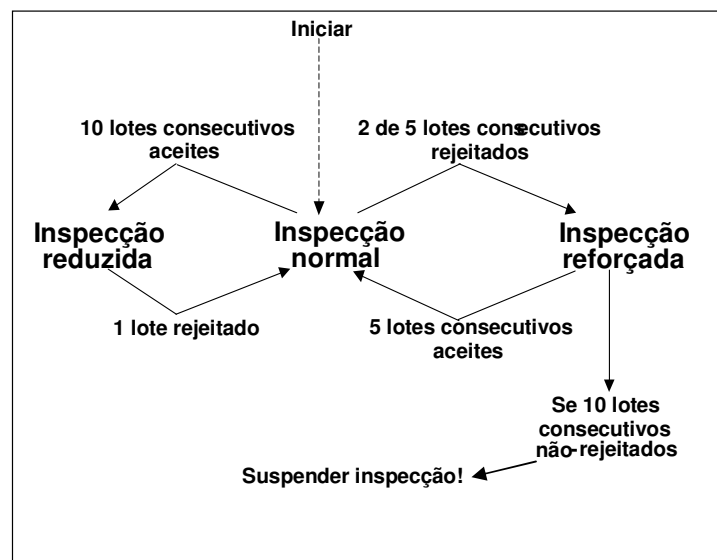 Iniciar
10 lotes consecutivos
aceites
2 de 5 lotes consecutivos
rejeitados
Inspecção
reduzida
Inspecção
normal
Inspecção
reforçada
1 lote rejeitado
5 lotes consecutivos
aceites
Se 10 lotes
consecutivos
não-rejeitados
Suspender inspecção!